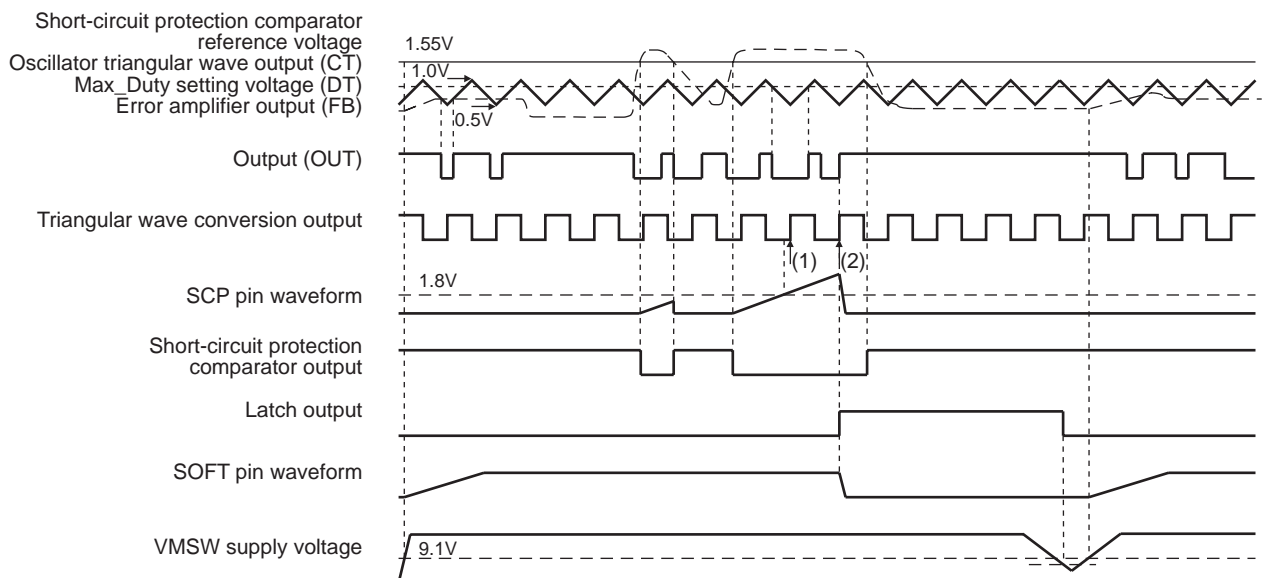 Short-circuit protection comparator
reference voltage
1.55V
Oscillator triangular wave output (CT)
1.0V
Max_Duty setting voltage (DT)
Error amplifier output (FB)
0.5V
Output (OUT)
Triangular wave conversion output
(1)
(2)
1.8V
SCP pin waveform
Short-circuit protection
comparator output
Latch output
SOFT pin waveform
VMSW supply voltage
9.1V